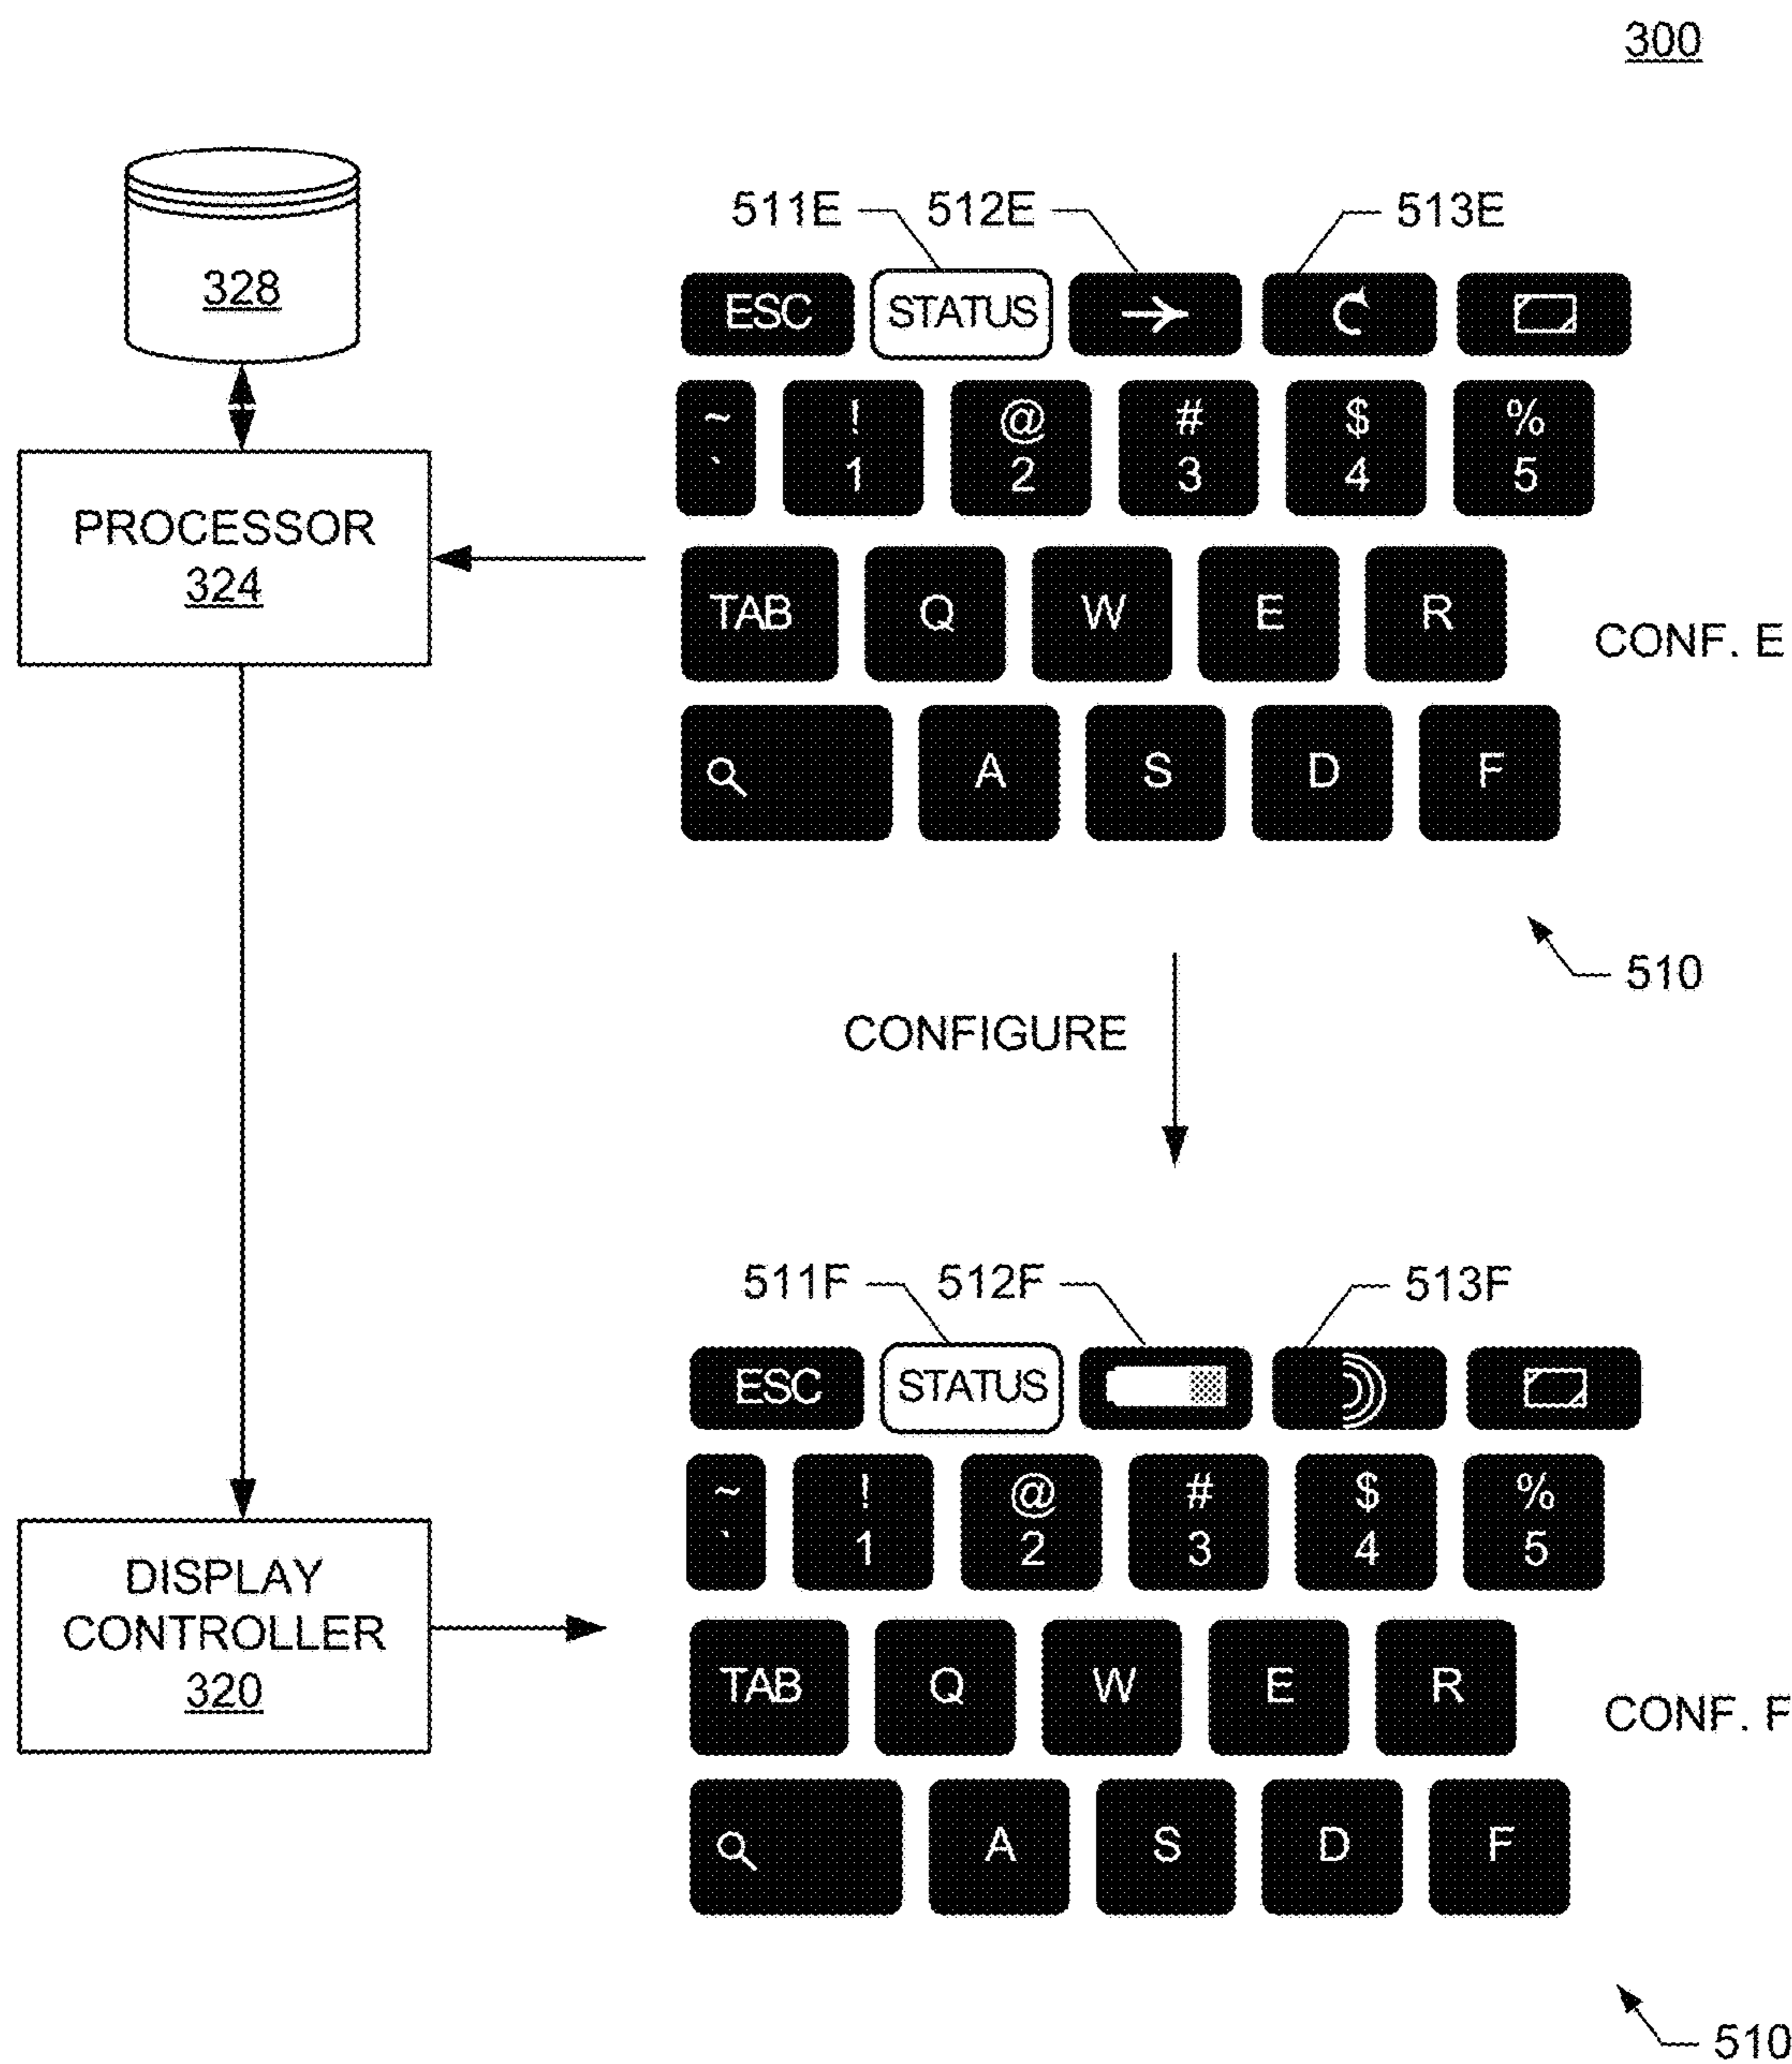 300
328
511E 512E 513E
ESC STATUS
~ ! @ # $ %
` 1 2 3 4 5
PROCESSOR
324
TAB Q W E R
CONF. E
A S D F
510
CONFIGURE
511F 512F 513F
ESC STATUS
~ ! @ # $ %
` 1 2 3 4 5
DISPLAY
CONTROLLER
320
TAB Q W E R
CONF. F
A S D F
510